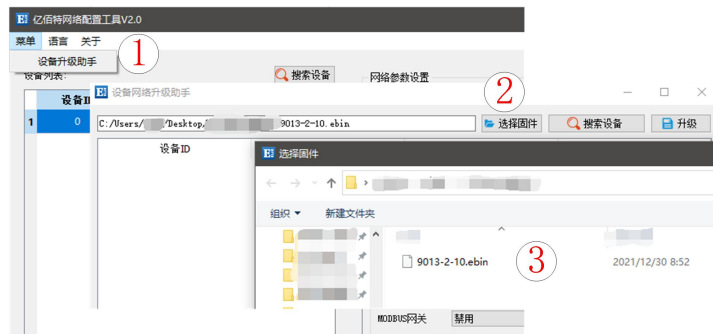 亿佰特网络配置工具V2.0
菜单 语言 关于
设备升级助手
①
设备列表:
搜索设备
网络参数设置
设备网络升级助手
②
1 0
C:/Users/ /Desktop/ 9013-2-10.ebin
选择固件
搜索设备
升级
设备ID
选择固件
组织 新建文件夹
9013-2-10.ebin
③
2021/12/30 8:52
MODBUS网关 禁用